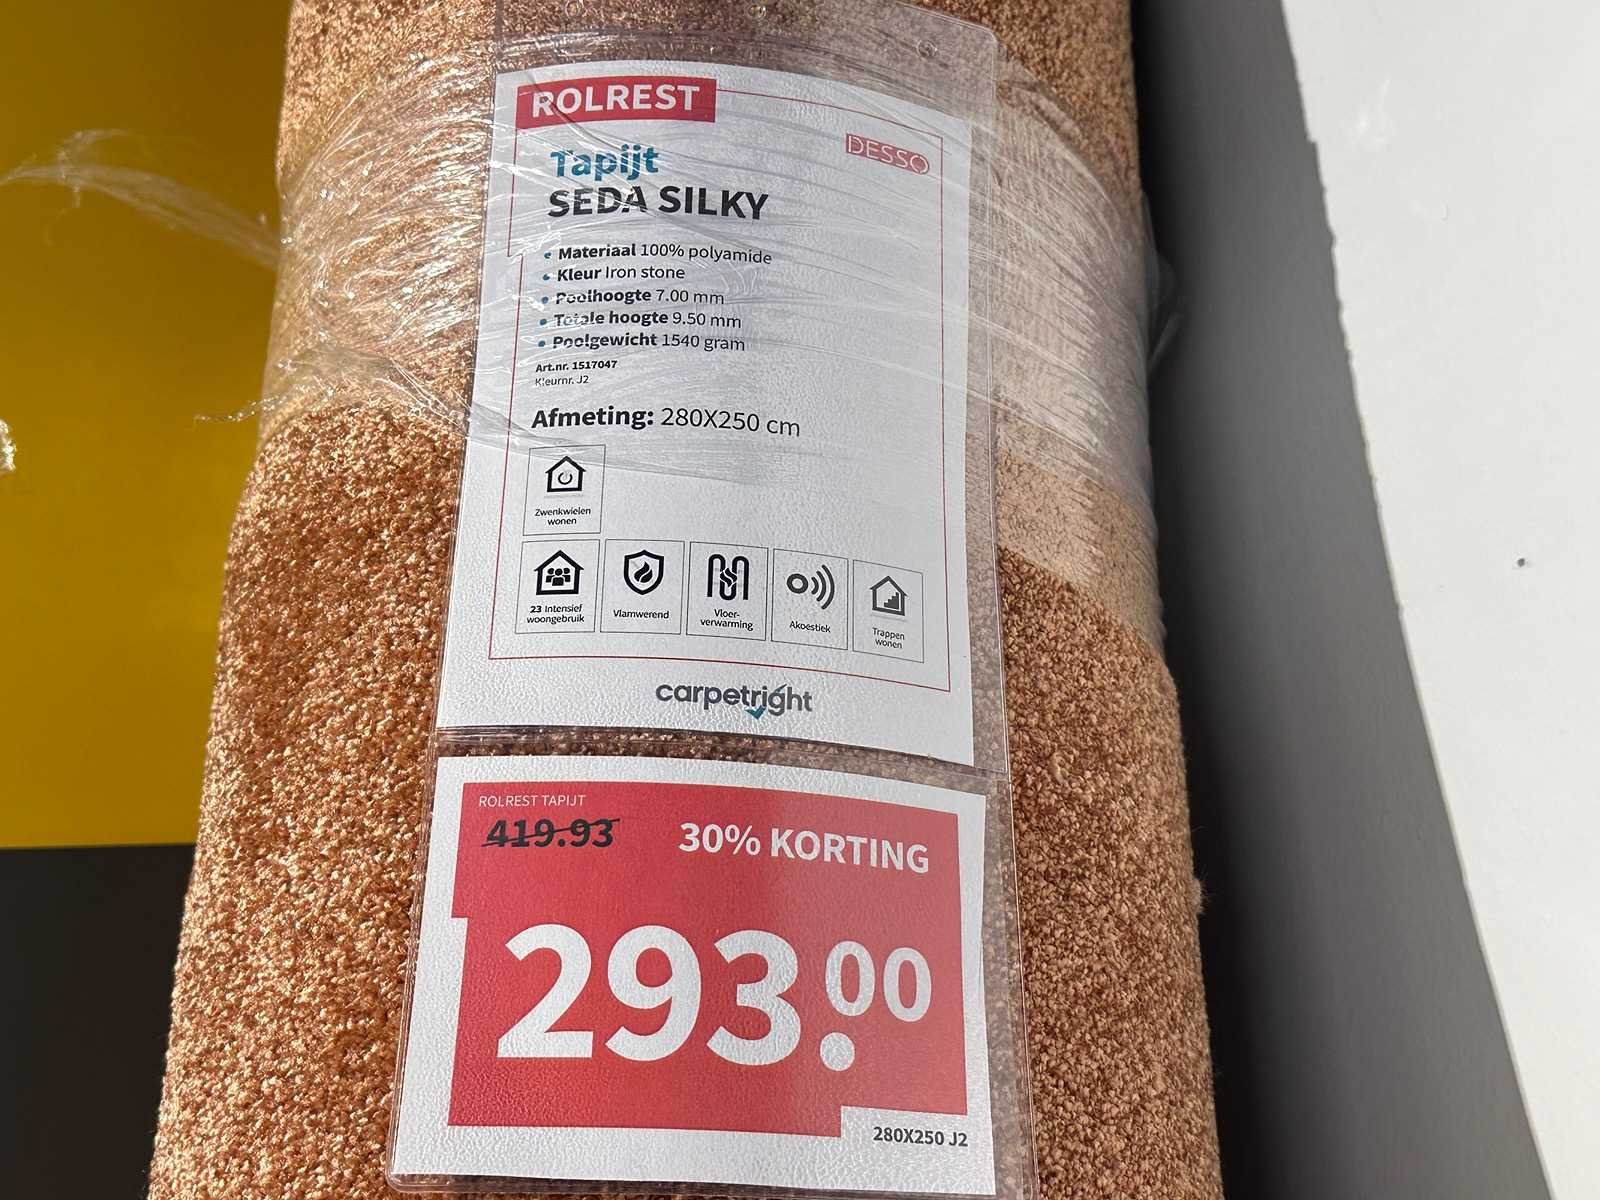 ROLREST
DESSO
Tapijt
SEDA SILKY
• Materiaal 100% polyamide
• Kleur Iron stone
• Poolhoogte 7.00 mm
• Totale hoogte 9.50 mm
• Poolgewicht 1540 gram
Art.nr. 1517047
Kleurnr. J2
Afmeting: 280X250 cm
Zwenkwielen
wonen
23 Intensief
woongebruik
Vlamwerend
Vloer-
verwarming
Akoestiek
Trappen
wonen
carpetright
ROLREST TAPIJT
419.93
30% KORTING
293.00
280X250 J2